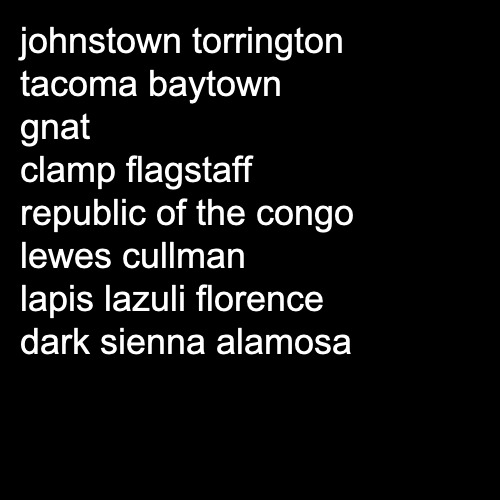 johnstown torrington
tacoma baytown
gnat
clamp flagstaff
republic of the congo
lewes cullman
lapis lazuli florence
dark sienna alamosa